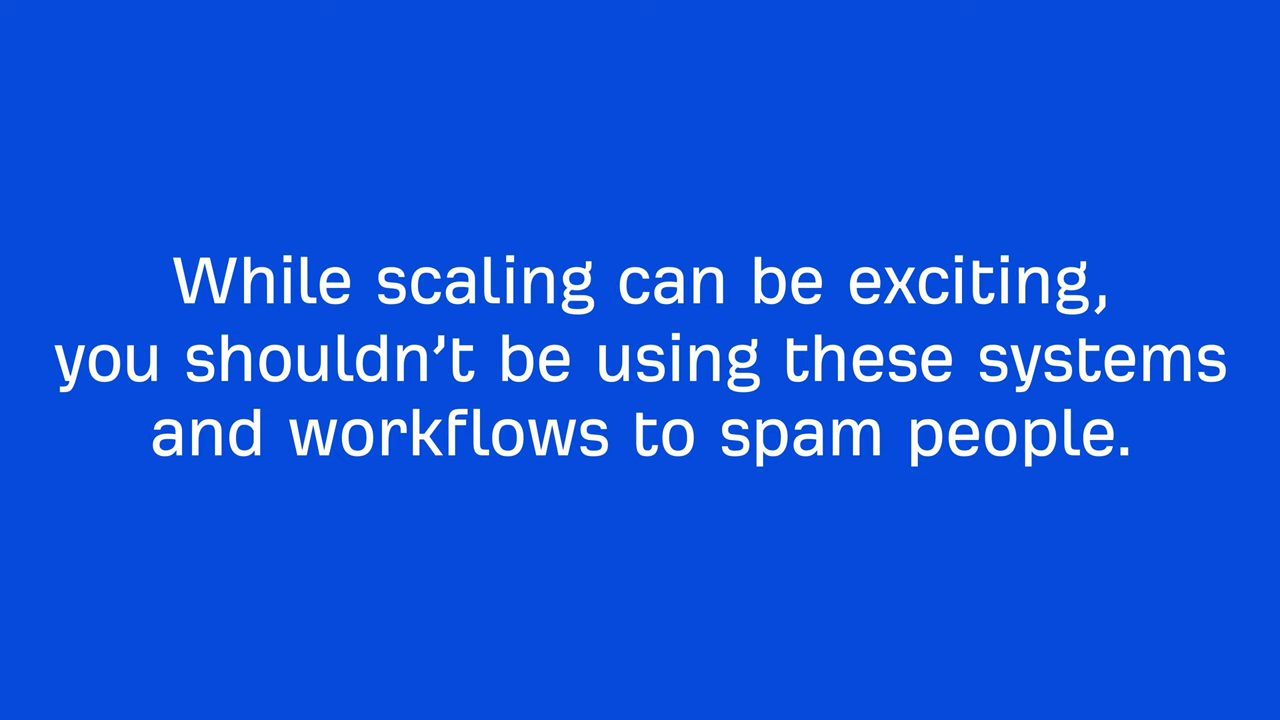 While scaling can be exciting,
you shouldn’t be using these systems
and workflows to spam people.